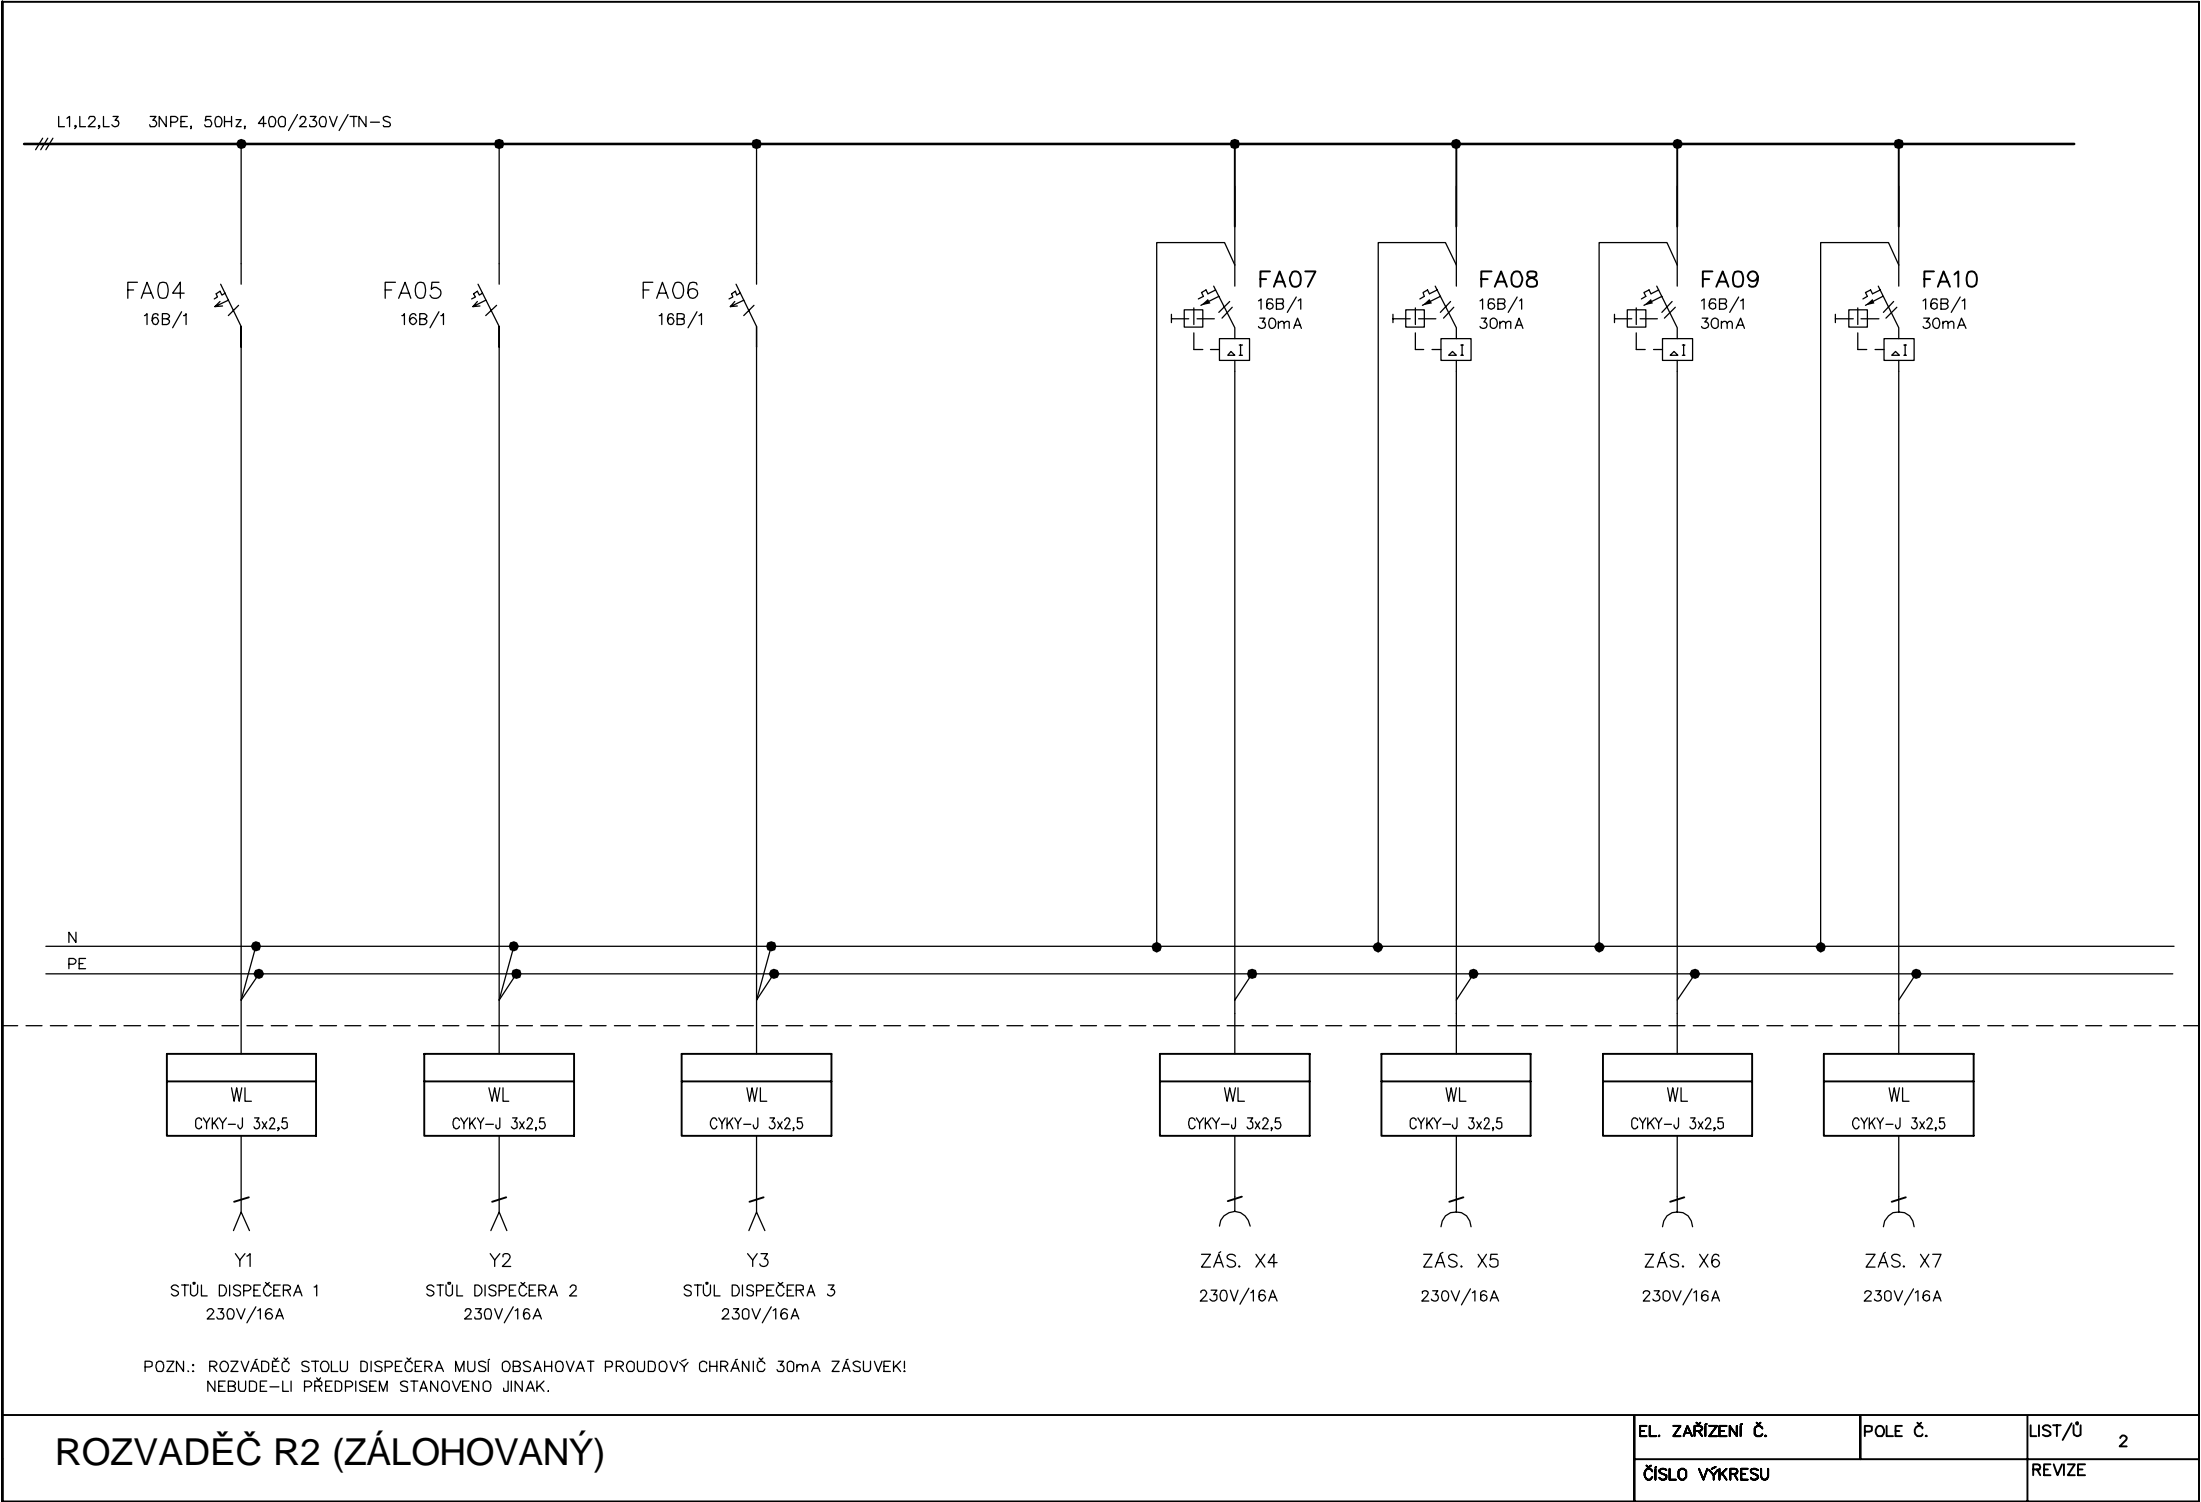 L1,L2,L3 3NPE, 50Hz, 400/230V/TN-S
FA04
16B/1
FA05
16B/1
FA06
16B/1
FA07
16B/1
30mA
FA08
16B/1
30mA
FA09
16B/1
30mA
FA10
16B/1
30mA
ΔI
ΔI
ΔI
ΔI
N
PE
WL
CYKY-J 3x2,5
WL
CYKY-J 3x2,5
WL
CYKY-J 3x2,5
WL
CYKY-J 3x2,5
WL
CYKY-J 3x2,5
WL
CYKY-J 3x2,5
WL
CYKY-J 3x2,5
Y1
STŮL DISPEČERA 1
230V/16A
Y2
STŮL DISPEČERA 2
230V/16A
Y3
STŮL DISPEČERA 3
230V/16A
ZÁS. X4
230V/16A
ZÁS. X5
230V/16A
ZÁS. X6
230V/16A
ZÁS. X7
230V/16A
POZN.: ROZVÁDĚČ STOLU DISPEČERA MUSÍ OBSAHOVAT PROUDOVÝ CHRÁNIČ 30mA ZÁSUVEK!
NEBUDE-LI PŘEDPISEM STANOVENO JINAK.
ROZVADĚČ R2 (ZÁLOHOVANÝ)
EL. ZAŘÍZENÍ Č.
POLE Č.
LIST/Ů 2
ČÍSLO VÝKRESU
REVIZE